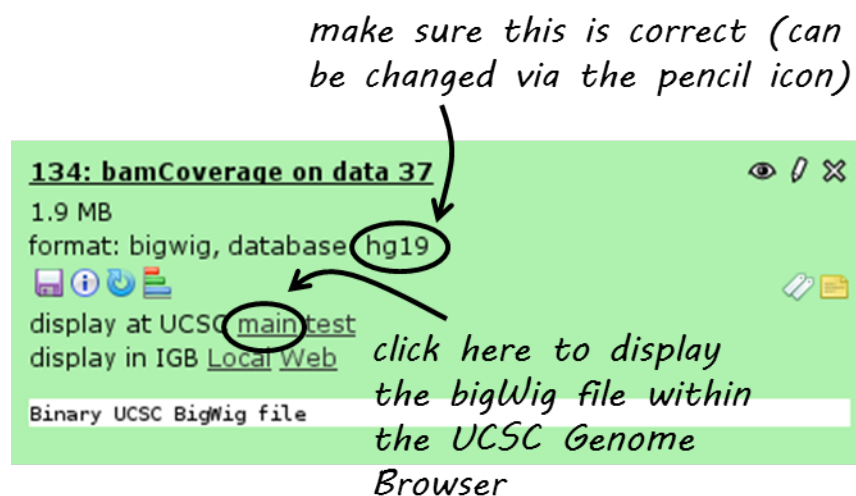 make sure this is correct (can
be changed via the pencil icon)
134: bamCoverage on data 37
1.9 MB
format: bigwig, database hg19
display at UCSC main test
display in IGB Local Web
Binary UCSC BigWig file
click here to display
the bigWig file within
the UCSC Genome
Browser